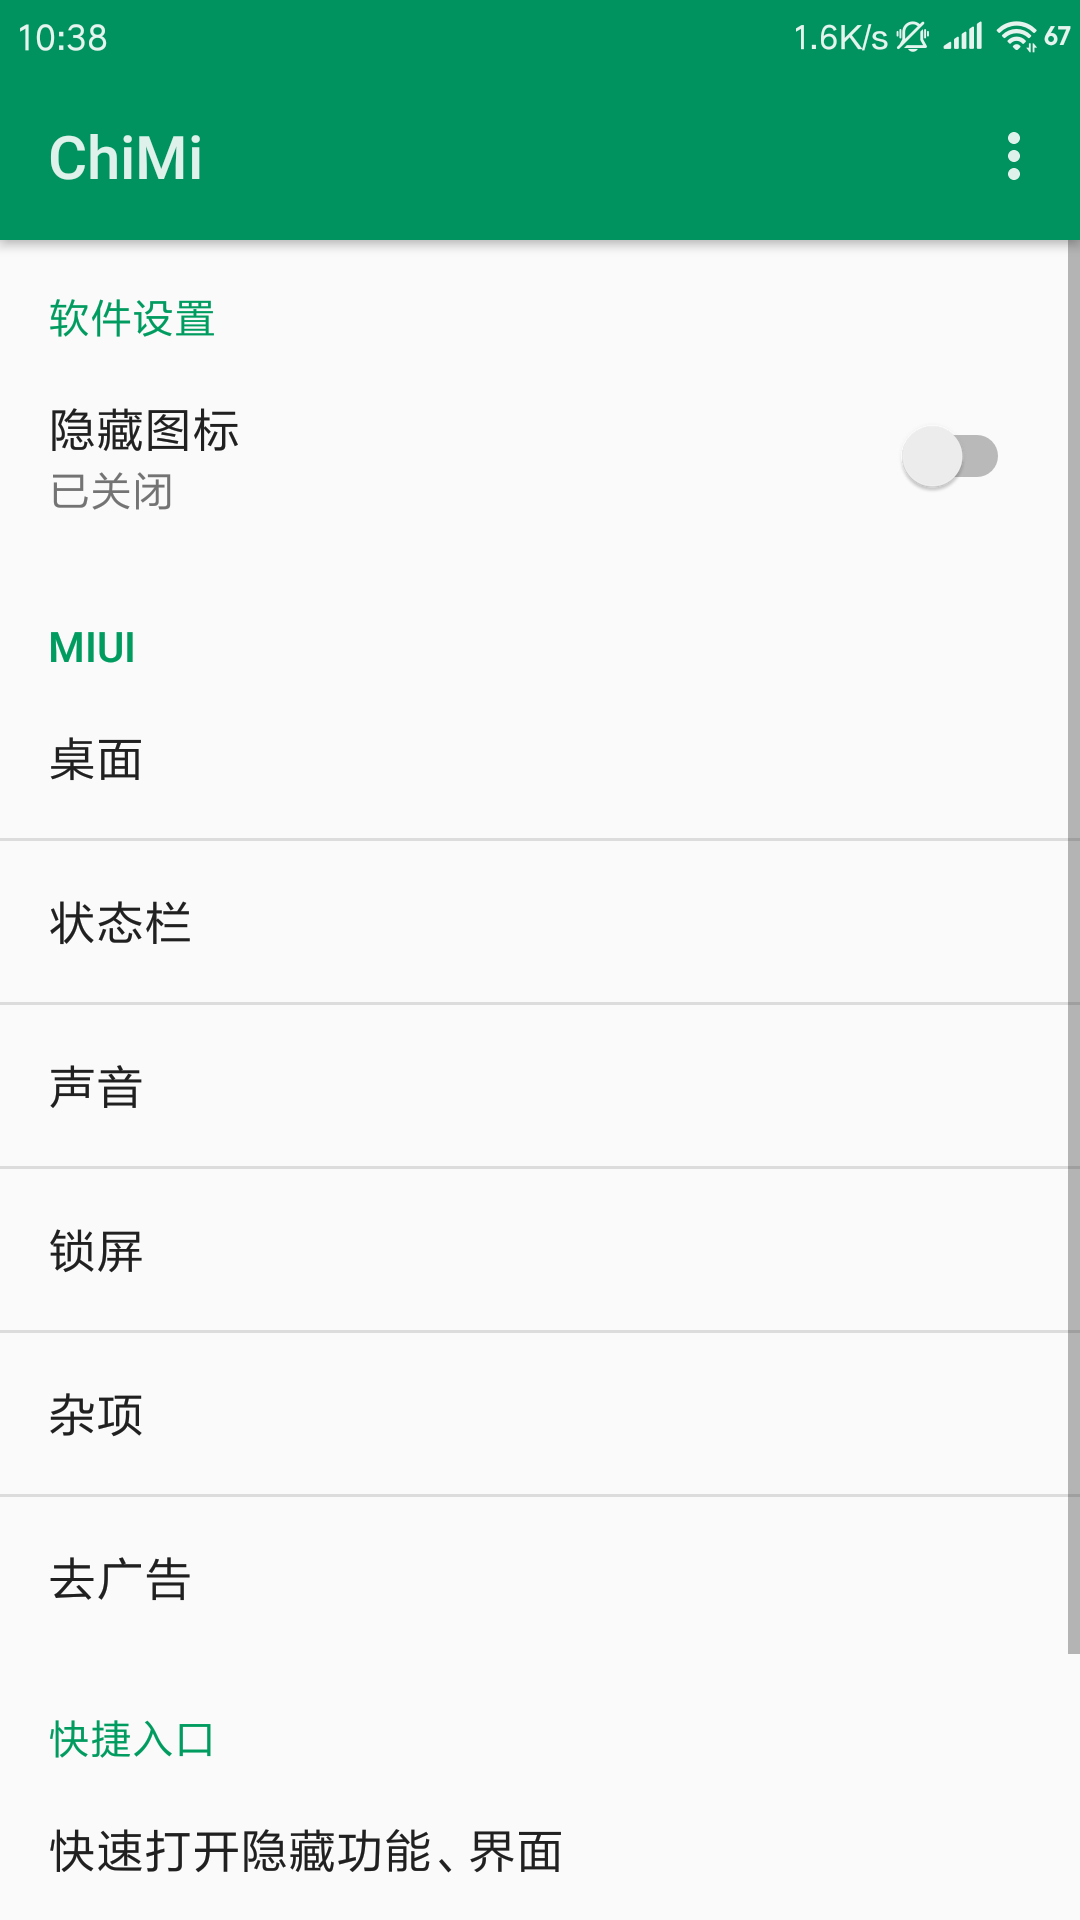 10:38 1.6K/s 67
ChiMi
软件设置
隐藏图标
已关闭
MIUI
桌面
状态栏
声音
锁屏
杂项
去广告
快捷入口
快速打开隐藏功能、界面